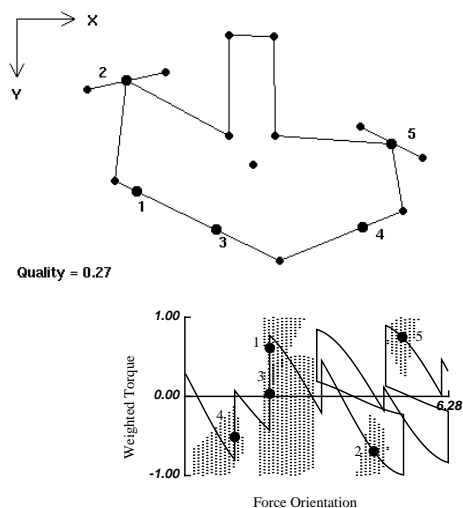 X
Y
2
5
1
3
4
Quality = 0.27
1.00
0.00
-1.00
6.28
Weighted Torque
1
5
3
4
2
Force Orientation